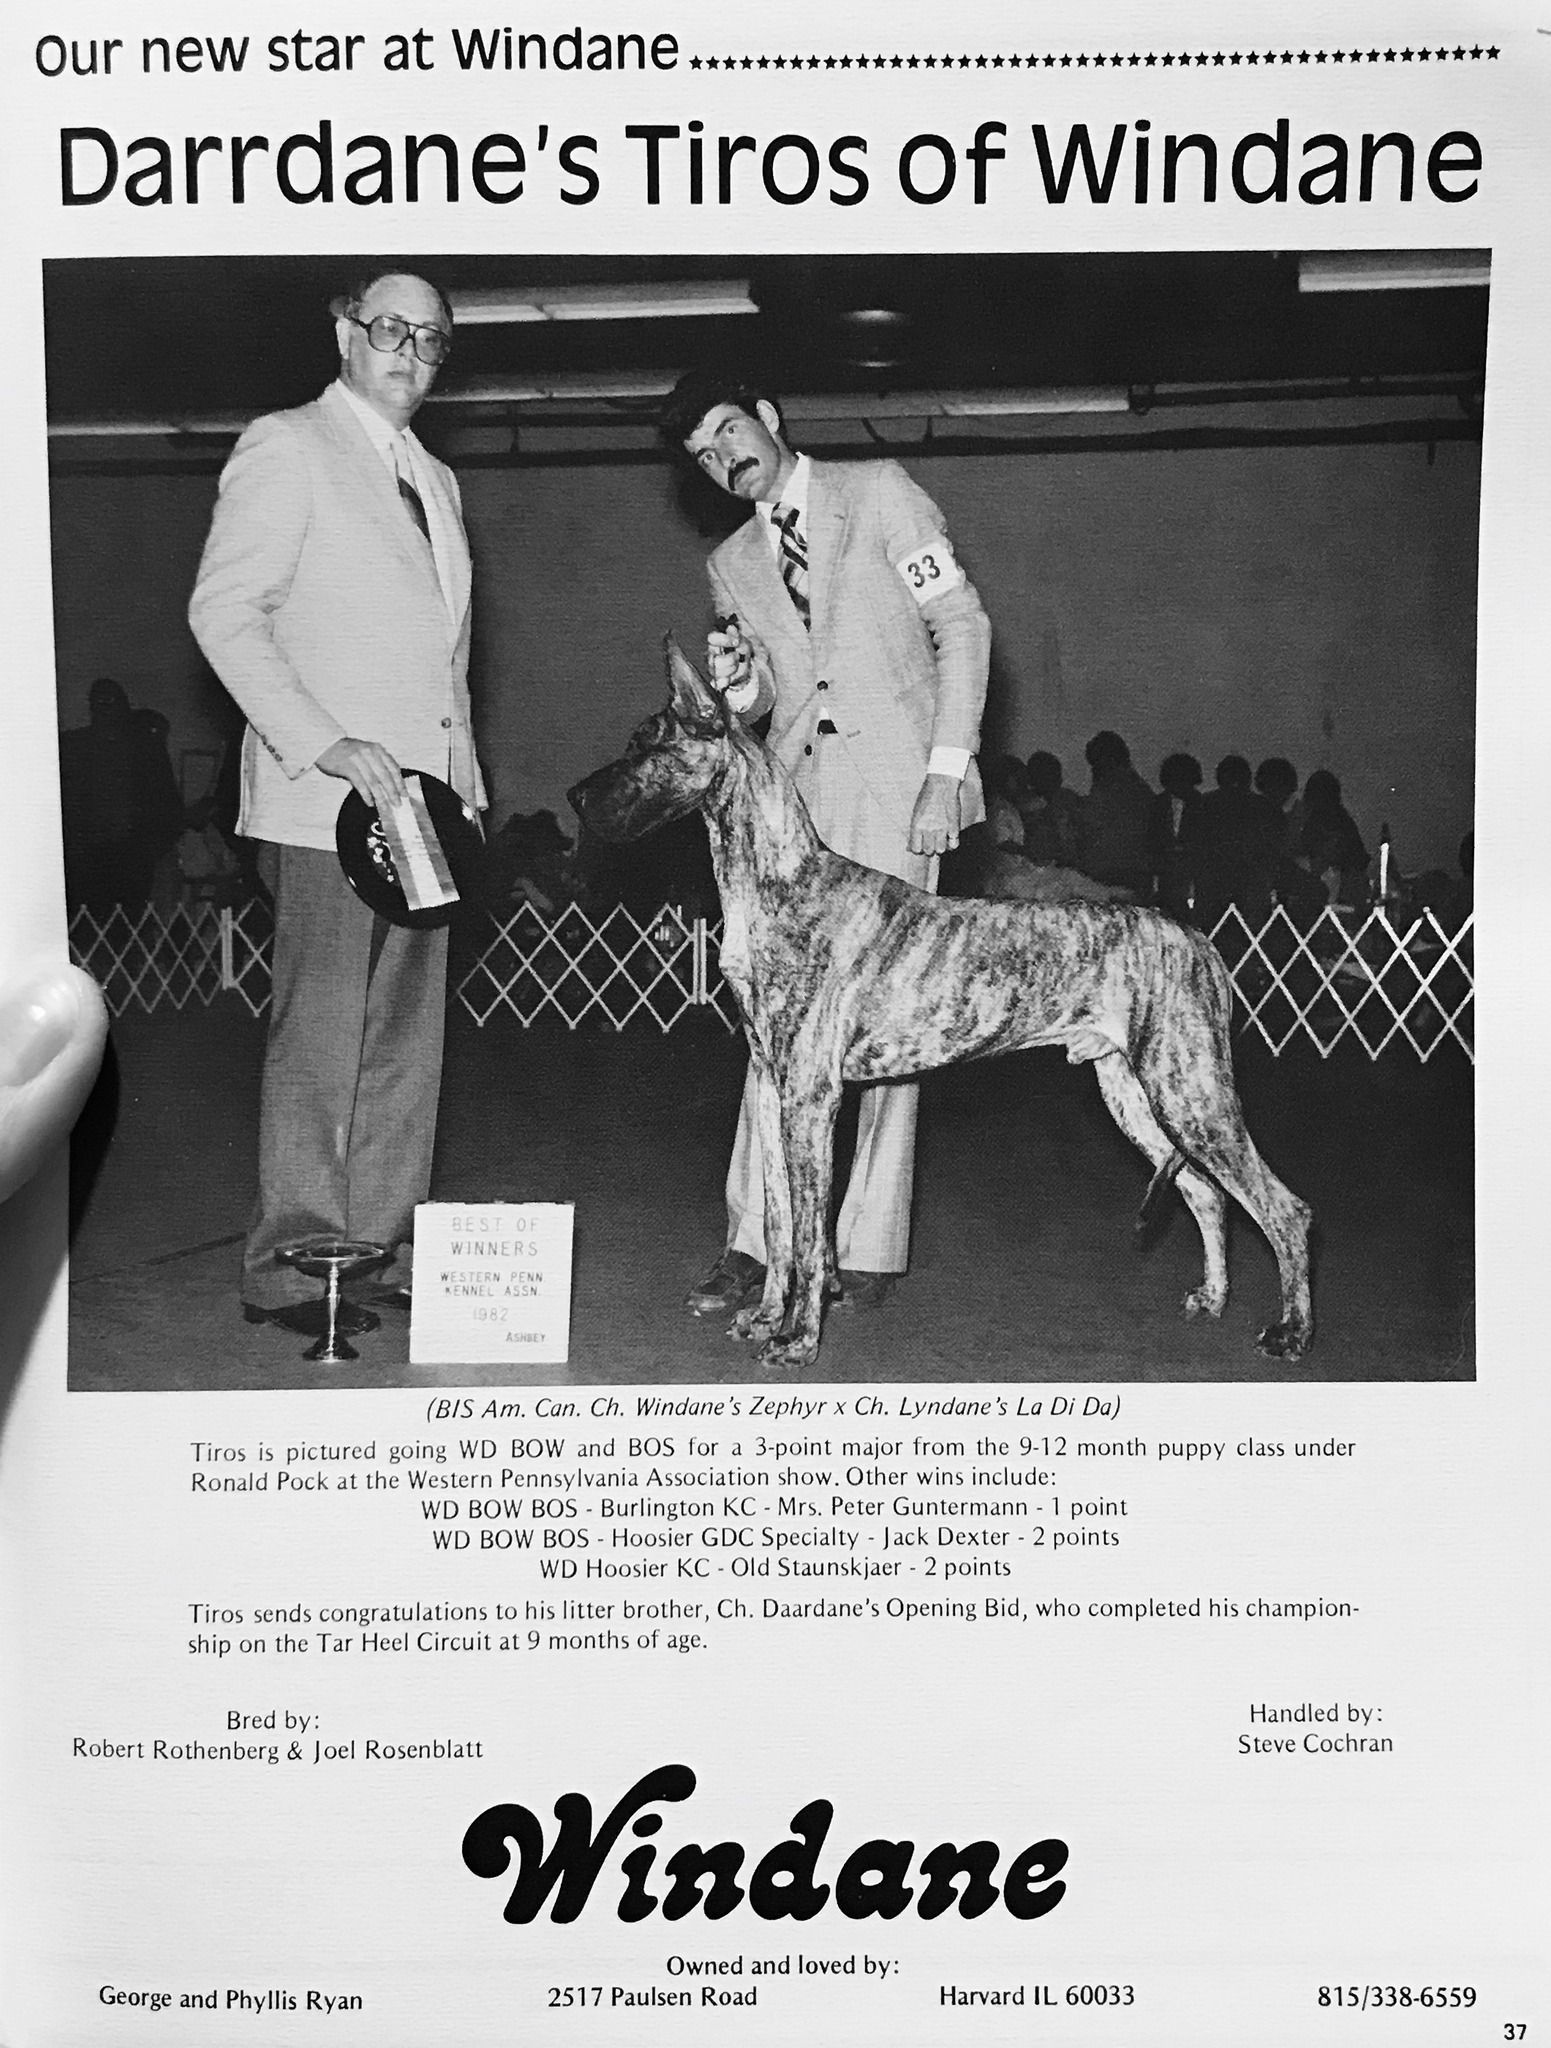 Our new star at Windane
Darrdane's Tiros of Windane
33
BEST OF
WINNERS
WESTERN PENN.
KENNEL ASSN.
1982
ASHBEY
(BIS Am. Can. Ch. Windane's Zephyr x Ch. Lyndane's La Di Da)
Tiros is pictured going WD BOW and BOS for a 3-point major from the 9-12 month puppy class under
Ronald Pock at the Western Pennsylvania Association show. Other wins include:
WD BOW BOS - Burlington KC - Mrs. Peter Guntermann - 1 point
WD BOW BOS - Hoosier GDC Specialty - Jack Dexter - 2 points
WD Hoosier KC - Old Staunskjaer - 2 points
Tiros sends congratulations to his litter brother, Ch. Daardane's Opening Bid, who completed his champion-
ship on the Tar Heel Circuit at 9 months of age.
Bred by:
Robert Rothenberg & Joel Rosenblatt
Handled by:
Steve Cochran
Windane
Owned and loved by:
George and Phyllis Ryan 2517 Paulsen Road Harvard IL 60033 815/338-6559
37